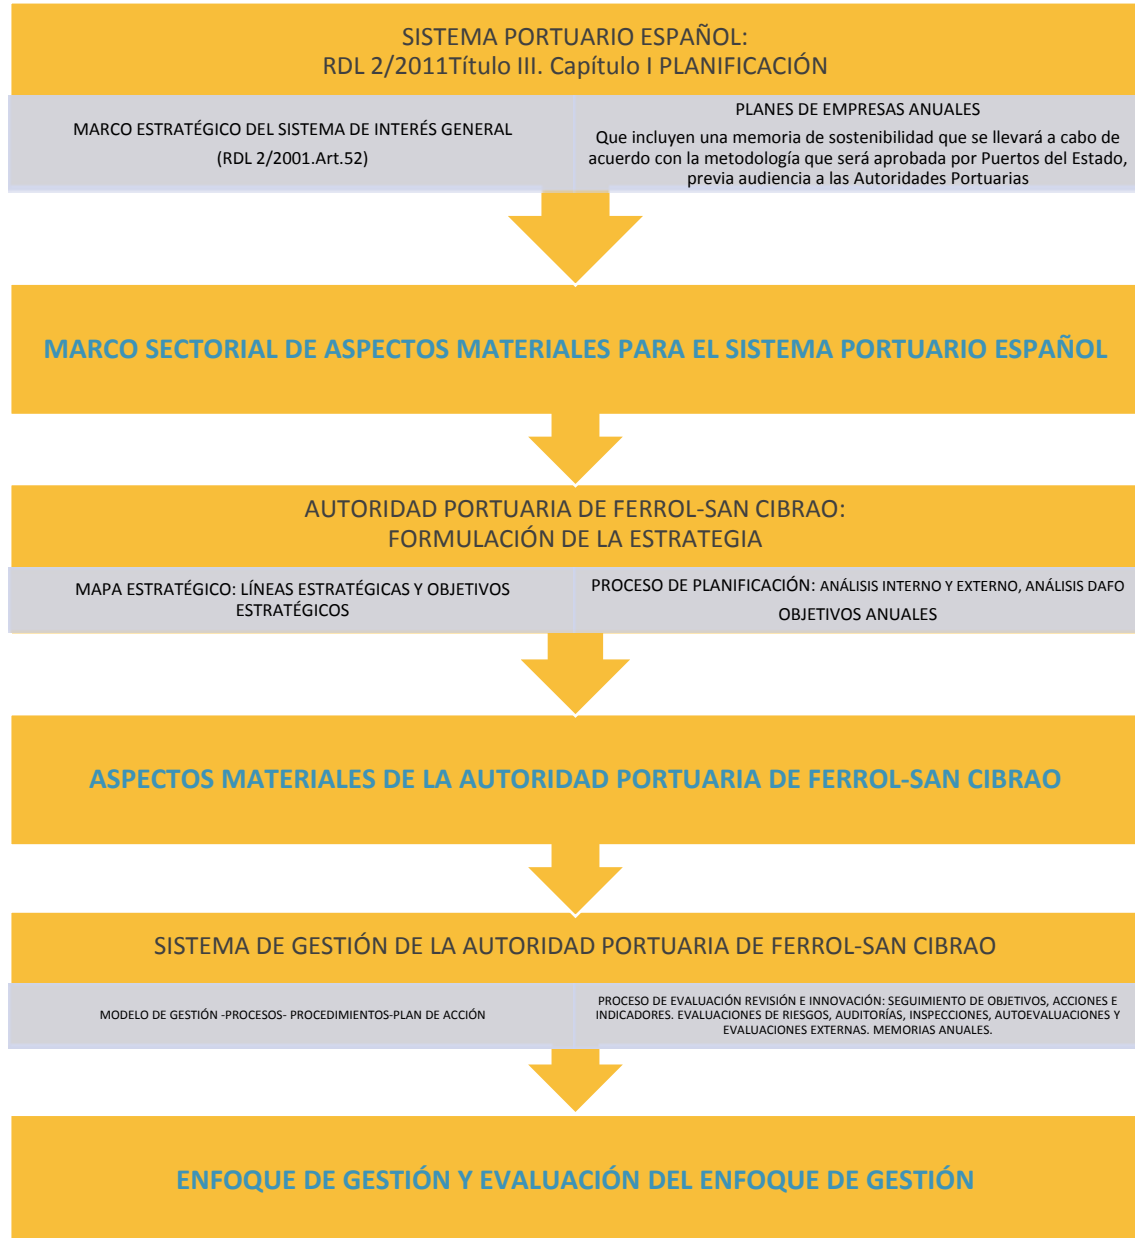 SISTEMA PORTUARIO ESPAÑOL:
RDL 2/2011Título III. Capítulo I PLANIFICACIÓN
MARCO ESTRATÉGICO DEL SISTEMA DE INTERÉS GENERAL
(RDL 2/2001.Art.52)
PLANES DE EMPRESAS ANUALES
Que incluyen una memoria de sostenibilidad que se llevará a cabo de
acuerdo con la metodología que será aprobada por Puertos del Estado,
previa audiencia a las Autoridades Portuarias
MARCO SECTORIAL DE ASPECTOS MATERIALES PARA EL SISTEMA PORTUARIO ESPAÑOL
AUTORIDAD PORTUARIA DE FERROL-SAN CIBRAO:
FORMULACIÓN DE LA ESTRATEGIA
MAPA ESTRATÉGICO: LÍNEAS ESTRATÉGICAS Y OBJETIVOS
ESTRATÉGICOS
PROCESO DE PLANIFICACIÓN: ANÁLISIS INTERNO Y EXTERNO, ANÁLISIS DAFO
OBJETIVOS ANUALES
ASPECTOS MATERIALES DE LA AUTORIDAD PORTUARIA DE FERROL-SAN CIBRAO
SISTEMA DE GESTIÓN DE LA AUTORIDAD PORTUARIA DE FERROL-SAN CIBRAO
MODELO DE GESTIÓN -PROCESOS- PROCEDIMIENTOS-PLAN DE ACCIÓN
PROCESO DE EVALUACIÓN REVISIÓN E INNOVACIÓN: SEGUIMIENTO DE OBJETIVOS, ACCIONES E
INDICADORES. EVALUACIONES DE RIESGOS, AUDITORÍAS, INSPECCIONES, AUTOEVALUACIONES Y
EVALUACIONES EXTERNAS. MEMORIAS ANUALES.
ENFOQUE DE GESTIÓN Y EVALUACIÓN DEL ENFOQUE DE GESTIÓN